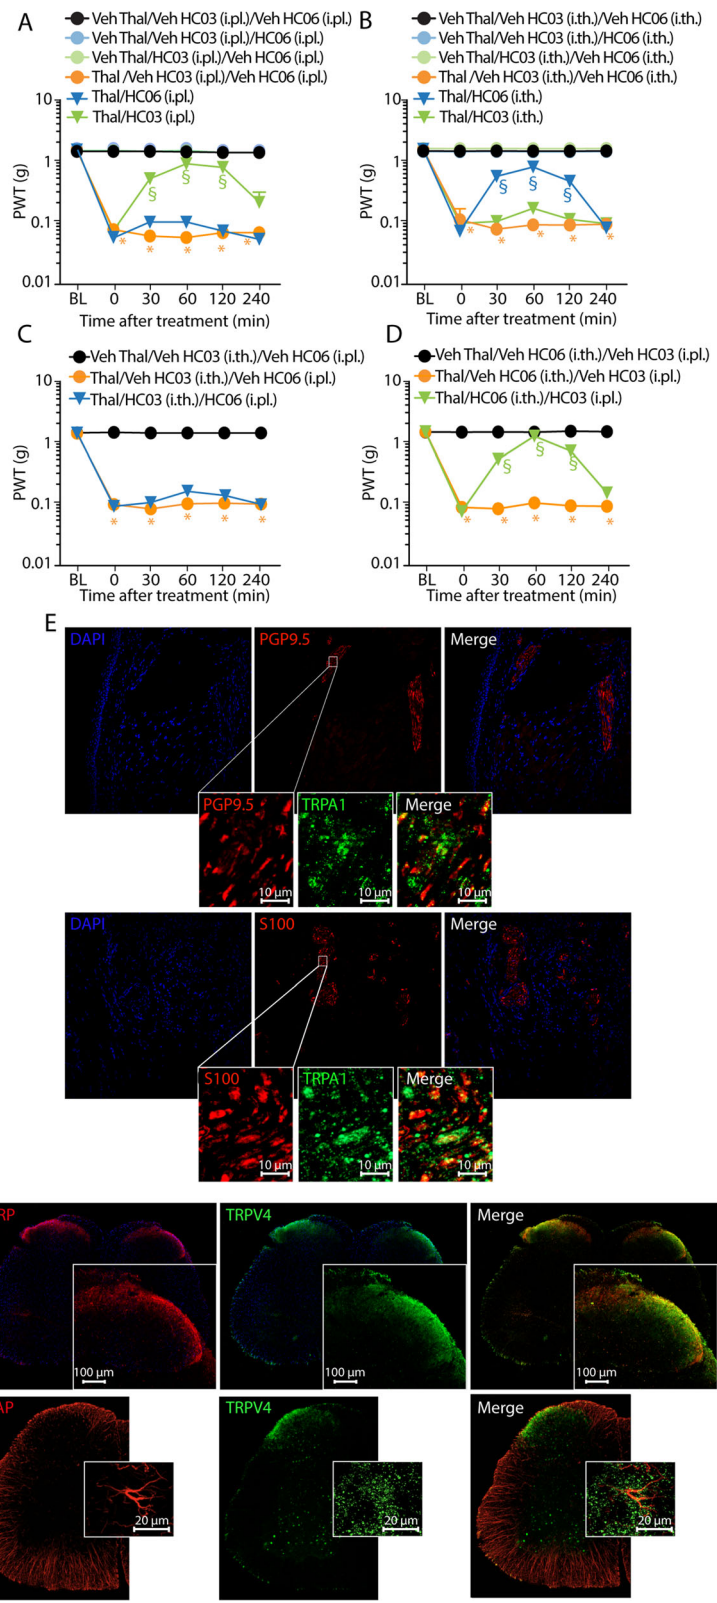 A
Veh Thal/Veh HC03 (i.pl.)/Veh HC06 (i.pl.)
Veh Thal/Veh HC03 (i.pl.)/HC06 (i.pl.)
Veh Thal/HC03 (i.pl.)/Veh HC06 (i.pl.)
Thal /Veh HC03 (i.pl.)/Veh HC06 (i.pl.)
Thal/HC06 (i.pl.)
Thal/HC03 (i.pl.)
PWT (g)
10
1
0.1
0.01
§ § §
* * * * *
BL 0 30 60 120 240
Time after treatment (min)
B
Veh Thal/Veh HC03 (i.th.)/Veh HC06 (i.th.)
Veh Thal/Veh HC03 (i.th.)/HC06 (i.th.)
Veh Thal/HC03 (i.th.)/Veh HC06 (i.th.)
Thal /Veh HC03 (i.th.)/Veh HC06 (i.th.)
Thal/HC06 (i.th.)
Thal/HC03 (i.th.)
PWT (g)
10
1
0.1
0.01
§ § §
* * * * *
BL 0 30 60 120 240
Time after treatment (min)
C
Veh Thal/Veh HC03 (i.th.)/Veh HC06 (i.pl.)
Thal/Veh HC03 (i.th.)/Veh HC06 (i.pl.)
Thal/HC03 (i.th.)/HC06 (i.pl.)
PWT (g)
10
1
0.1
0.01
* * * * *
BL 0 30 60 120 240
Time after treatment (min)
D
Veh Thal/Veh HC06 (i.th.)/Veh HC03 (i.pl.)
Thal/Veh HC06 (i.th.)/Veh HC03 (i.pl.)
Thal/HC06 (i.th.)/HC03 (i.pl.)
PWT (g)
10
1
0.1
0.01
§ § §
* * * * *
BL 0 30 60 120 240
Time after treatment (min)
E
DAPI PGP9.5 Merge
PGP9.5 TRPA1 Merge
10 µm 10 µm 10 µm
DAPI S100 Merge
S100 TRPA1 Merge
10 µm 10 µm 10 µm
RP TRPV4 Merge
100 µm 100 µm 100 µm
AP TRPV4 Merge
20 µm 20 µm 20 µm